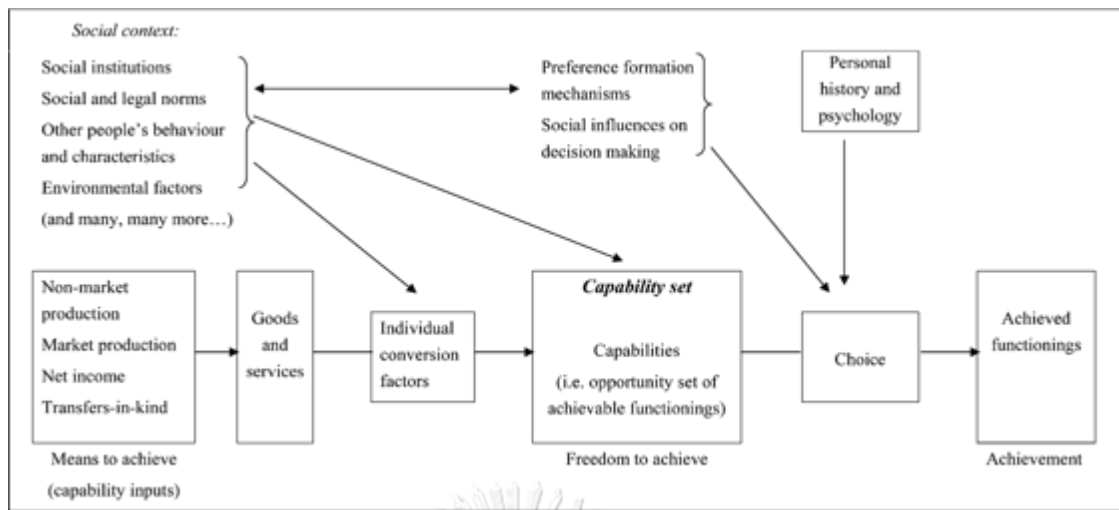 Social context:
Social institutions
Social and legal norms
Other people's behaviour
and characteristics
Environmental factors
(and many, many more…)
Preference formation
mechanisms
Social influences on
decision making
Personal
history and
psychology
Non-market
production
Market production
Net income
Transfers-in-kind
Goods
and
services
Individual
conversion
factors
Capability set
Capabilities
(i.e. opportunity set of
achievable functionings)
Choice
Achieved
functionings
Means to achieve
(capability inputs)
Freedom to achieve
Achievement